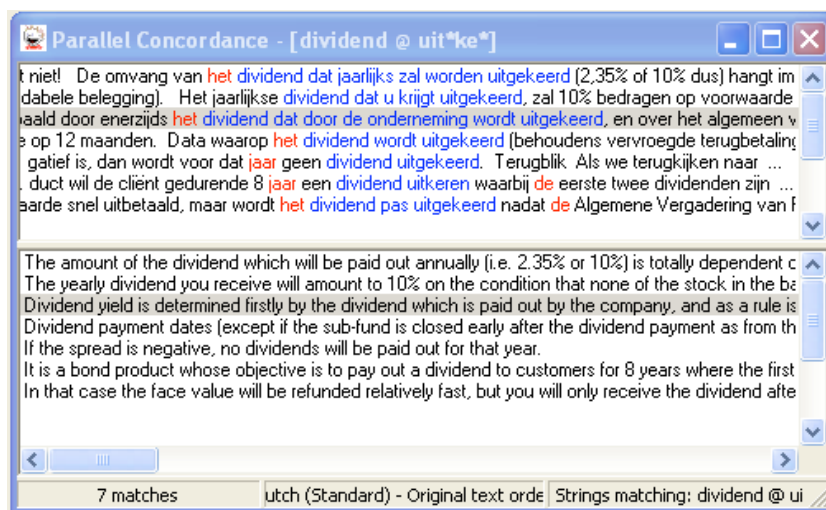 Parallel Concordance - [dividend @ uit*ke*]
t niet! De omvang van het dividend dat jaarlijks zal worden uitgekeerd (2,35% of 10% dus) hangt im
dabele belegging). Het jaarlijkse dividend dat u krijgt uitgekeerd, zal 10% bedragen op voorwaarde
paald door enerzijds het dividend dat door de onderneming wordt uitgekeerd, en over het algemeen v
e op 12 maanden. Data waarop het dividend wordt uitgekeerd (behoudens vervroegde terugbetaling
gatief is, dan wordt voor dat jaar geen dividend uitgekeerd. Terugblik Als we terugkijken naar ...
. duct wil de cliënt gedurende 8 jaar een dividend uitkeren waarbij de eerste twee dividenden zijn ...
aarde snel uitbetaald, maar wordt het dividend pas uitgekeerd nadat de Algemene Vergadering van
The amount of the dividend which will be paid out annually (i.e. 2.35% or 10%) is totally dependent c
The yearly dividend you receive will amount to 10% on the condition that none of the stock in the ba
Dividend yield is determined firstly by the dividend which is paid out by the company, and as a rule is
Dividend payment dates (except if the sub-fund is closed early after the dividend payment as from th
If the spread is negative, no dividends will be paid out for that year.
It is a bond product whose objective is to pay out a dividend to customers for 8 years where the first
In that case the face value will be refunded relatively fast, but you will only receive the dividend afte
7 matches utch (Standard) - Original text orde Strings matching: dividend @ ui